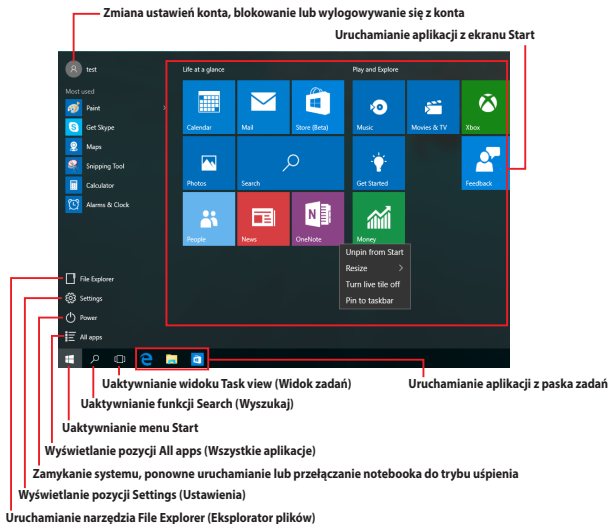 Zmiana ustawień konta, blokowanie lub wylogowywanie się z konta
Uruchamianie aplikacji z ekranu Start
test
Most used
Paint
Get Skype
Maps
Snipping Tool
Calculator
Alarms & Clock
File Explorer
Settings
Power
All apps
Life at a glance
Calendar
Mail
Store (Beta)
Photos
Search
People
News
OneNote
Play and Explore
Music
Movies & TV
Xbox
Get Started
Feedback
Money
Unpin from Start
Resize
Turn live tile off
Pin to taskbar
Uaktywnianie widoku Task view (Widok zadań)
Uruchamianie aplikacji z paska zadań
Uaktywnianie funkcji Search (Wyszukaj)
Uaktywnianie menu Start
Wyświetlanie pozycji All apps (Wszystkie aplikacje)
Zamykanie systemu, ponowne uruchamianie lub przełączanie notebooka do trybu uśpienia
Wyświetlanie pozycji Settings (Ustawienia)
Uruchamianie narzędzia File Explorer (Eksplorator plików)